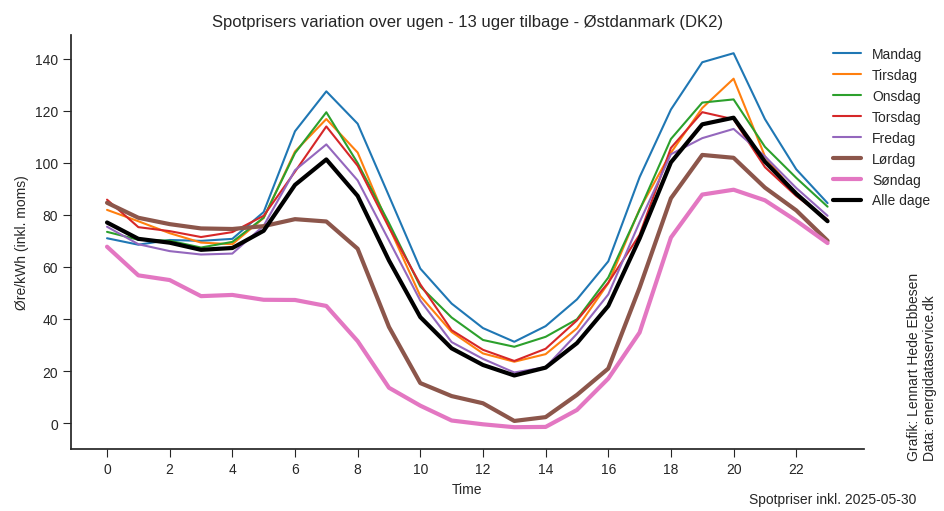 Spotprisers variation over ugen - 13 uger tilbage - Østdanmark (DK2)
Øre/kWh (inkl. moms)
140
120
100
80
60
40
20
0
0 2 4 6 8 10 12 14 16 18 20 22
Time
Mandag
Tirsdag
Onsdag
Torsdag
Fredag
Lørdag
Søndag
Alle dage
Grafik: Lennart Hede Ebbesen
Data: energidataservice.dk
Spotpriser inkl. 2025-05-30